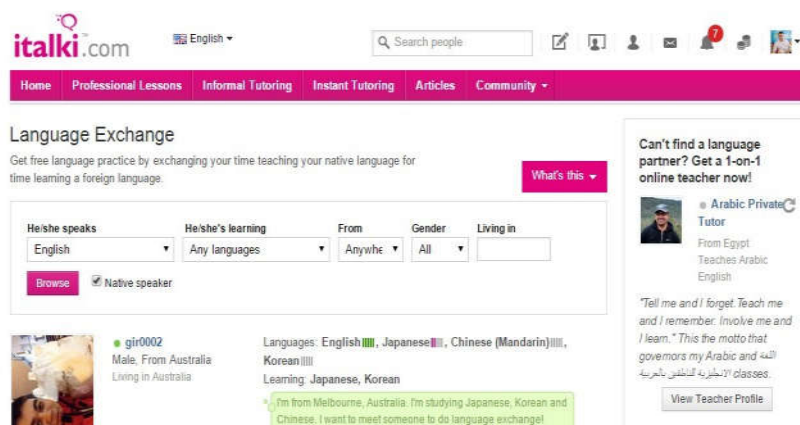 italki.com
English
Search people
7
Home Professional Lessons Informal Tutoring Instant Tutoring Articles Community
Language Exchange
Get free language practice by exchanging your time teaching your native language for
time learning a foreign language.
What's this
He/she speaks He/she's learning From Gender Living in
English Any languages Anywhe All
Browse Native speaker
gir0002
Male, From Australia
Living in Australia
Languages: English, Japanese, Chinese (Mandarin),
Korean
Learning: Japanese, Korean
I'm from Melbourne, Australia. I'm studying Japanese, Korean and
Chinese. I want to meet someone to do language exchange!
Can't find a language
partner? Get a 1-on-1
online teacher now!
Arabic Private
Tutor
From Egypt
Teaches Arabic
English
"Tell me and I forget. Teach me
and I remember. Involve me and
I learn." This the motto that
governors my Arabic and اللغة
الانجليزية للناطقين بالعربية classes.
View Teacher Profile